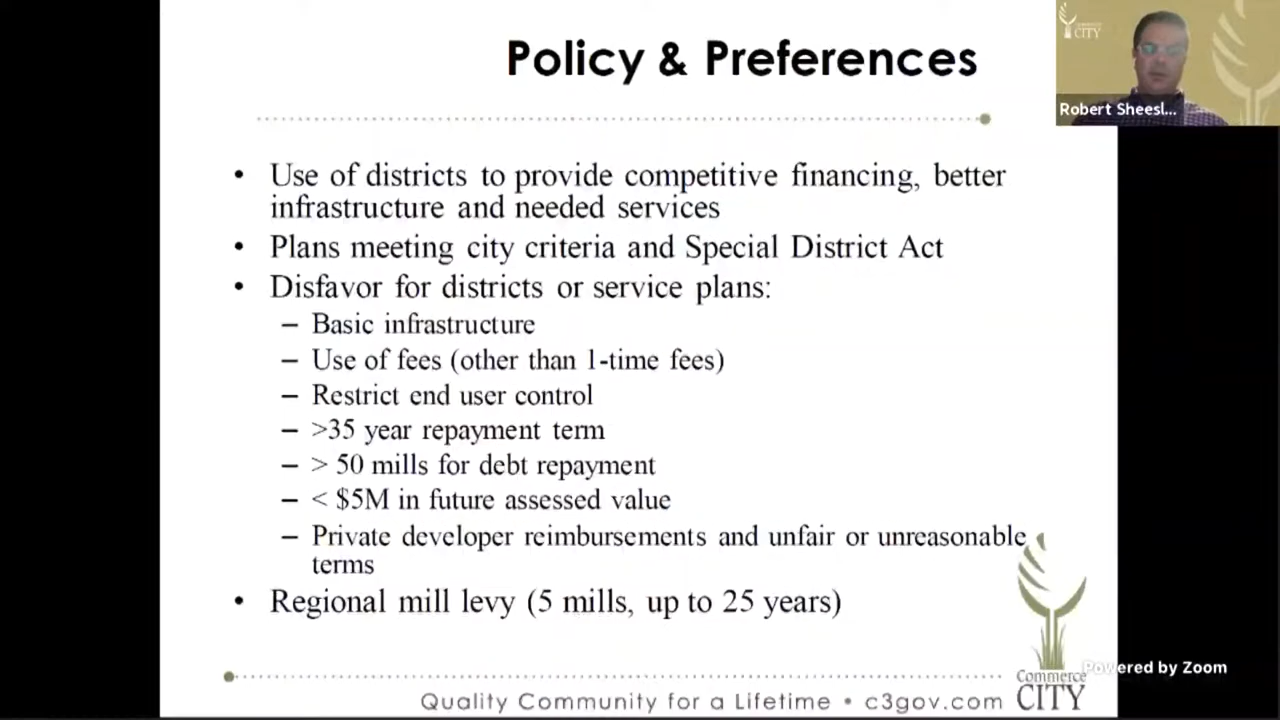 Policy & Preferences
CITY
Robert Sheesl...
• Use of districts to provide competitive financing, better
infrastructure and needed services
• Plans meeting city criteria and Special District Act
• Disfavor for districts or service plans:
– Basic infrastructure
– Use of fees (other than 1-time fees)
– Restrict end user control
– >35 year repayment term
– > 50 mills for debt repayment
– < $5M in future assessed value
– Private developer reimbursements and unfair or unreasonable
terms
• Regional mill levy (5 mills, up to 25 years)
Powered by Zoom
Commerce
CITY
Quality Community for a Lifetime • c3gov.com